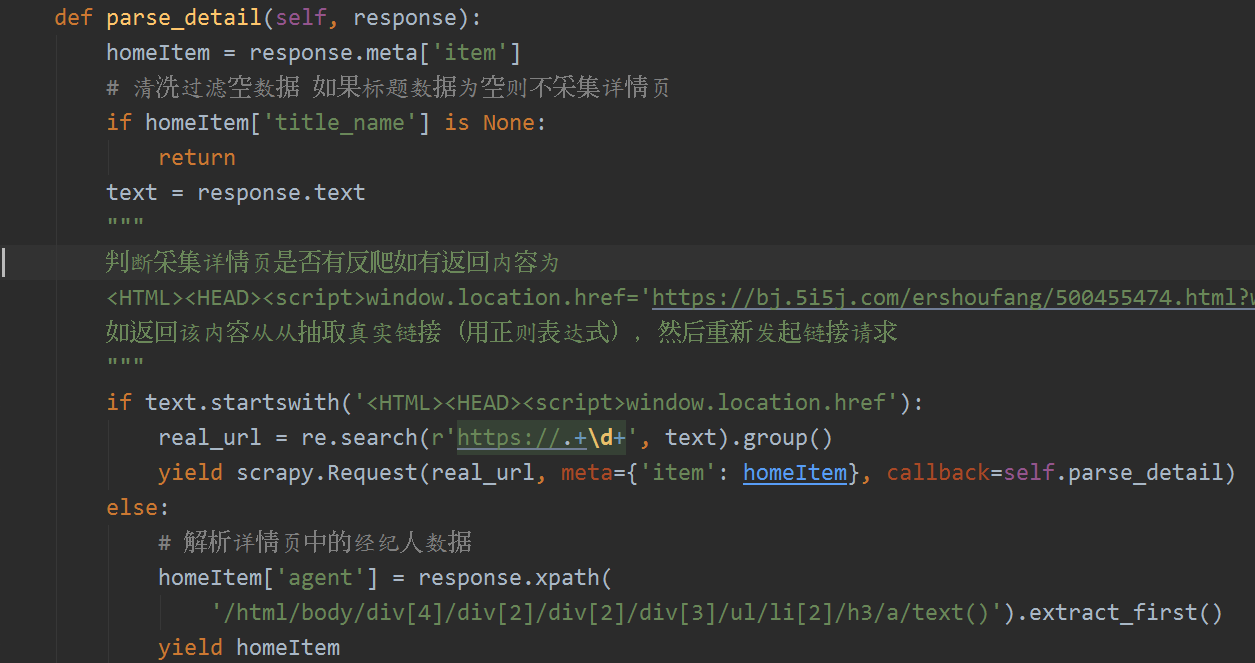 def parse_detail(self, response):
    homeItem = response.meta['item']
    # 清洗过滤空数据 如果标题数据为空则不采集详情页
    if homeItem['title_name'] is None:
        return
    text = response.text
    """
    判断采集详情页是否有反爬如有返回内容为
    <HTML><HEAD><script>window.location.href='https://bj.5i5j.com/ershoufang/500455474.html?w
    如返回该内容从从抽取真实链接（用正则表达式），然后重新发起链接请求
    """
    if text.startswith('<HTML><HEAD><script>window.location.href'):
        real_url = re.search(r'https://.+\d+', text).group()
        yield scrapy.Request(real_url, meta={'item': homeItem}, callback=self.parse_detail)
    else:
        # 解析详情页中的经纪人数据
        homeItem['agent'] = response.xpath(
            '/html/body/div[4]/div[2]/div[2]/div[3]/ul/li[2]/h3/a/text()').extract_first()
        yield homeItem